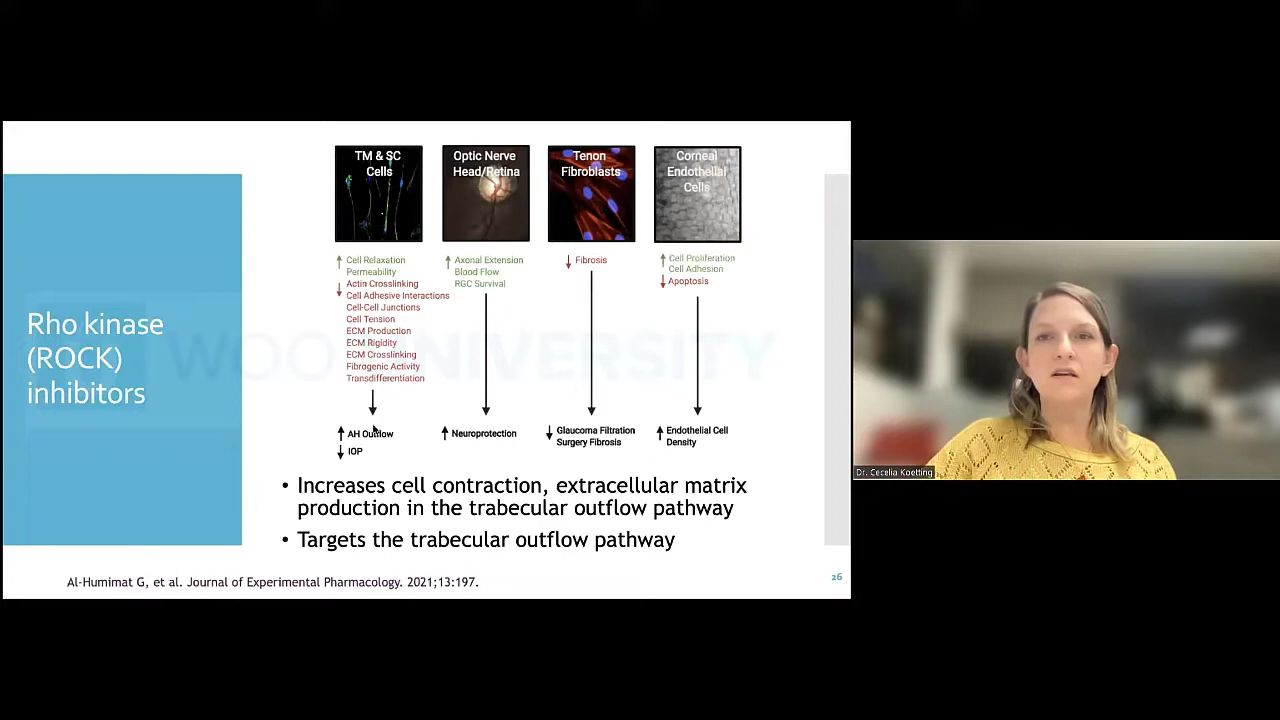 TM & SC
Cells
Optic Nerve
Head/Retina
Tenon
Fibroblasts
Corneal
Endothelial
Cells
↑ Cell Relaxation
Permeability
↓ Actin Crosslinking
Cell Adhesive Interactions
Cell-Cell Junctions
Cell Tension
ECM Production
ECM Rigidity
ECM Crosslinking
Fibrogenic Activity
Transdifferentiation
↑ Axonal Extension
Blood Flow
RGC Survival
↓ Fibrosis
↑ Cell Proliferation
Cell Adhesion
↓ Apoptosis
↑ AH Outflow
↓ IOP
↑ Neuroprotection
↓ Glaucoma Filtration
Surgery Fibrosis
↑ Endothelial Cell
Density
Rho kinase
(ROCK)
inhibitors
• Increases cell contraction, extracellular matrix
production in the trabecular outflow pathway
• Targets the trabecular outflow pathway
Al-Humimat G, et al. Journal of Experimental Pharmacology. 2021;13:197.
26
Dr. Cecelia Koetting